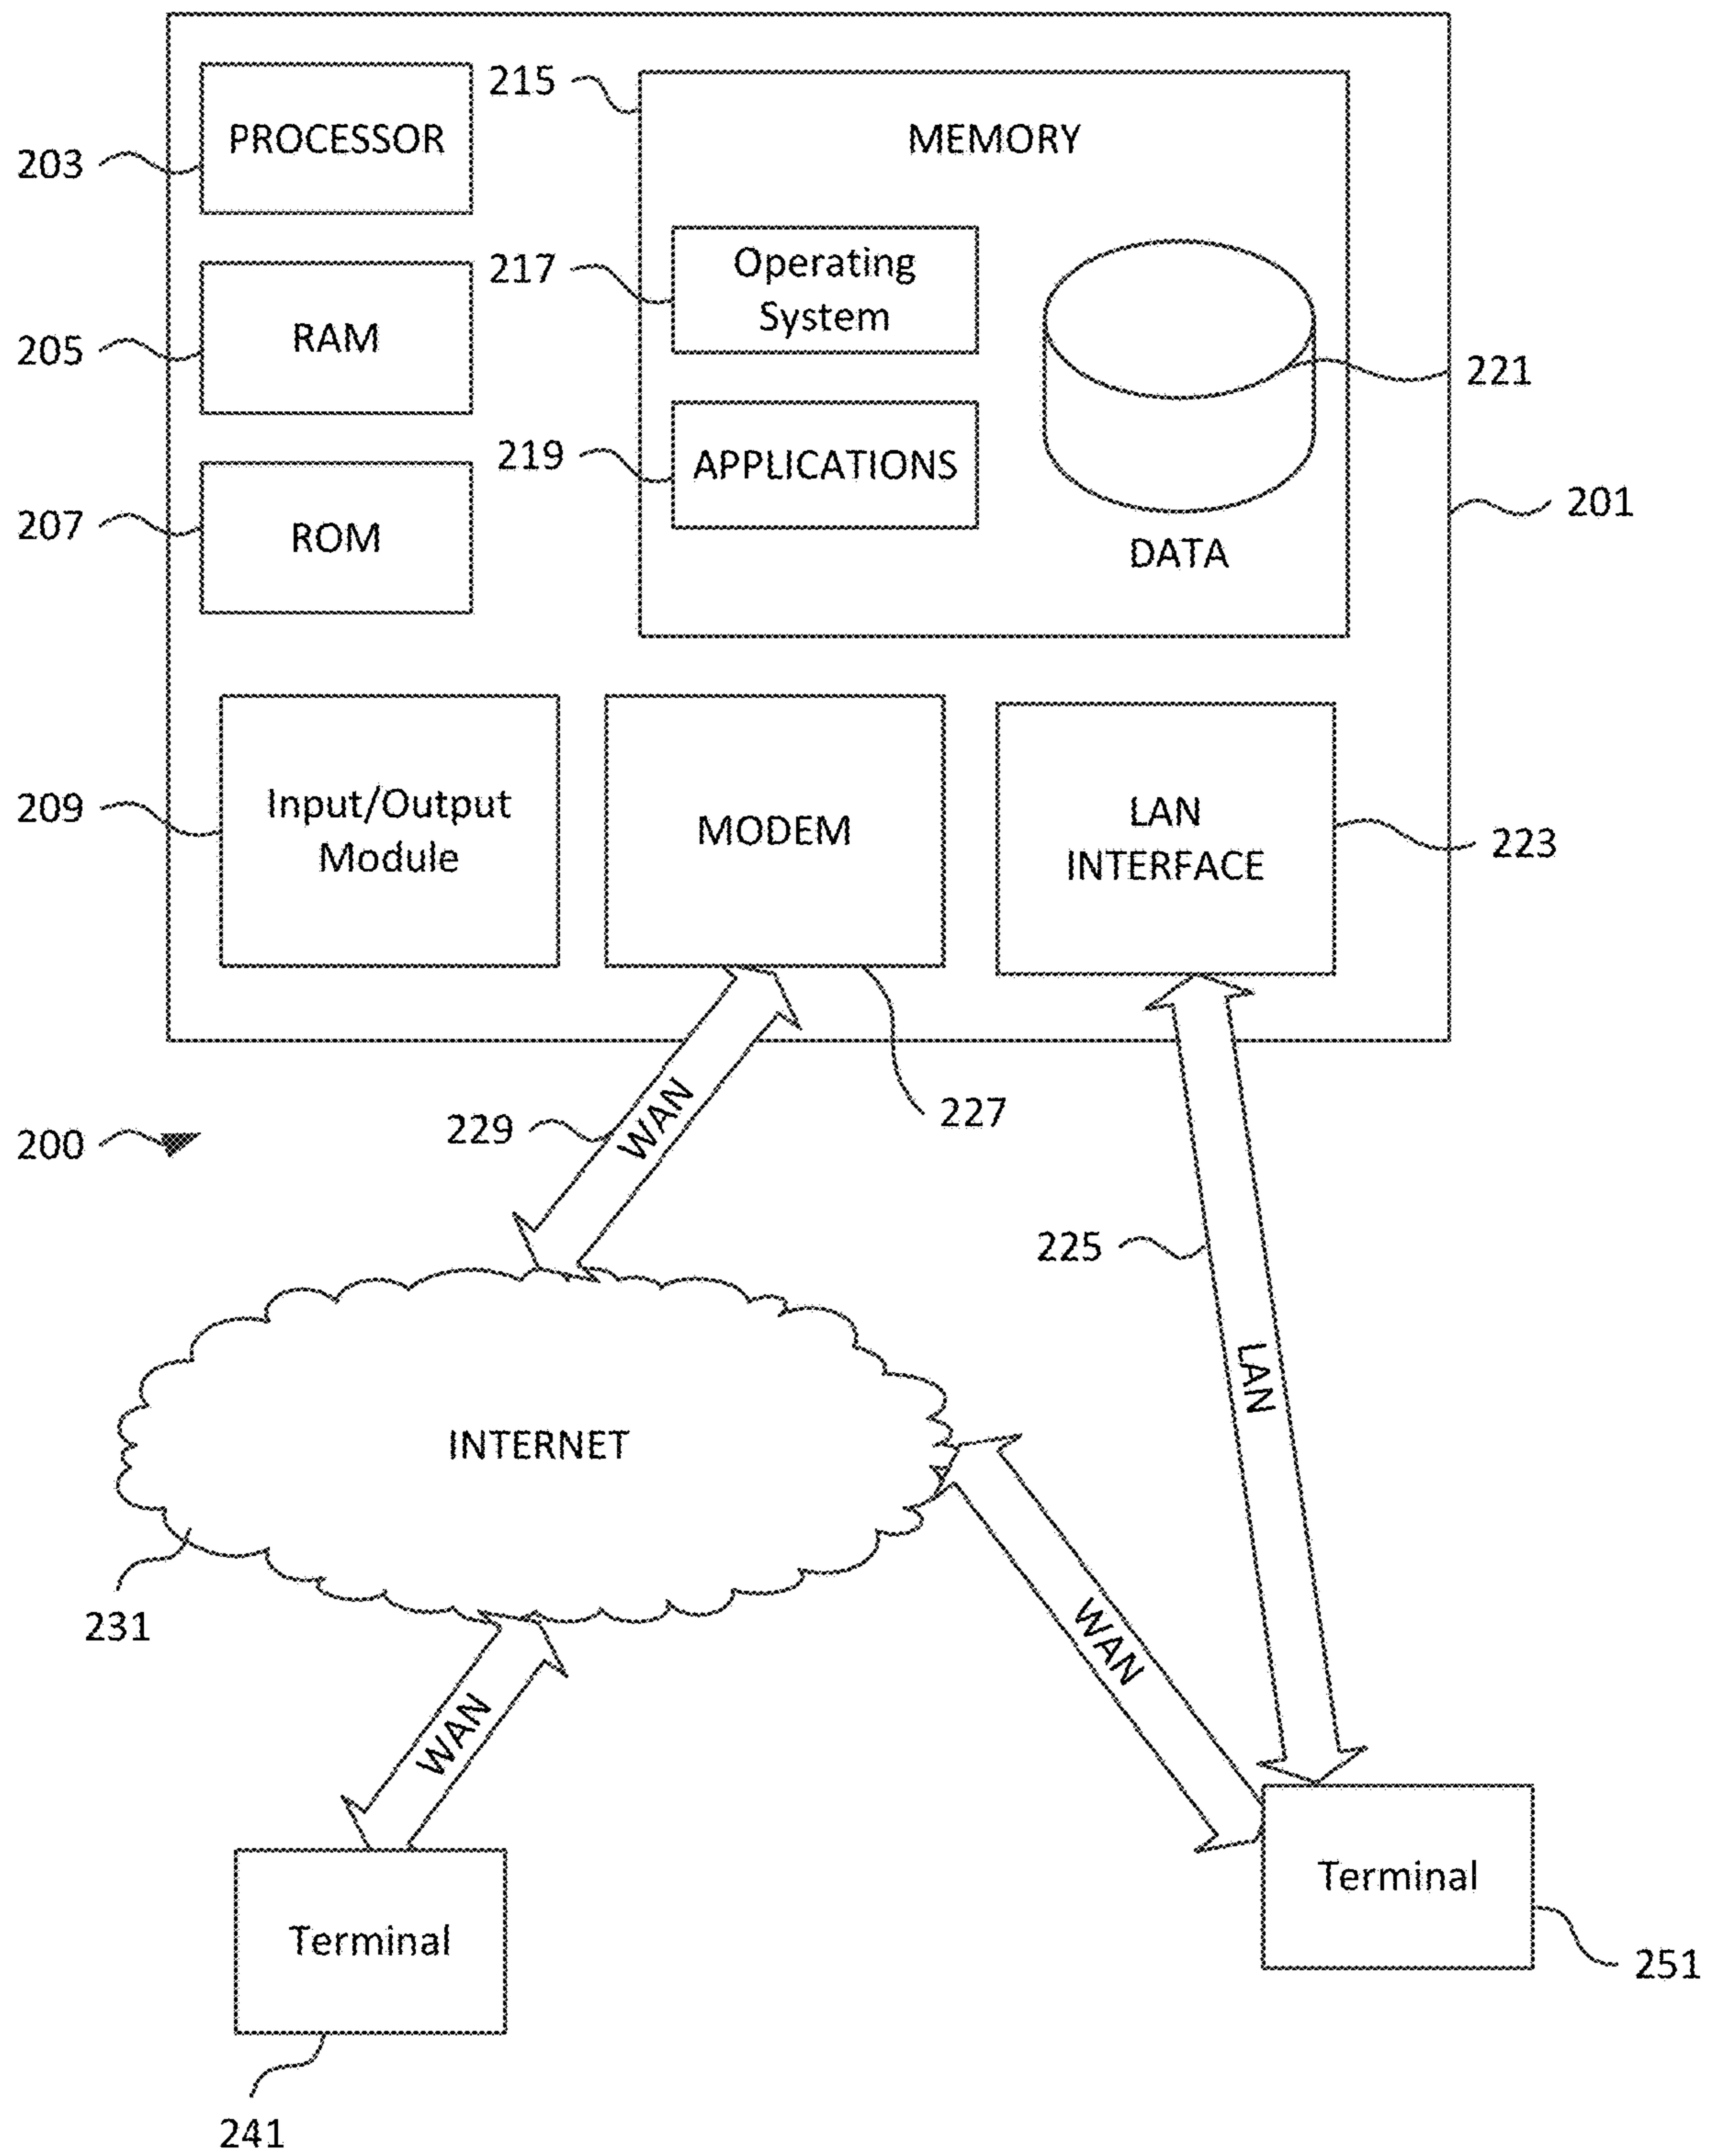 215
PROCESSOR
MEMORY
203
217
Operating
System
RAM
205
221
219
APPLICATIONS
201
207
ROM
DATA
209
Input/Output
Module
MODEM
LAN
INTERFACE
223
229
WAN
227
200
225
LAN
INTERNET
231
WAN
WAN
Terminal
Terminal
251
241